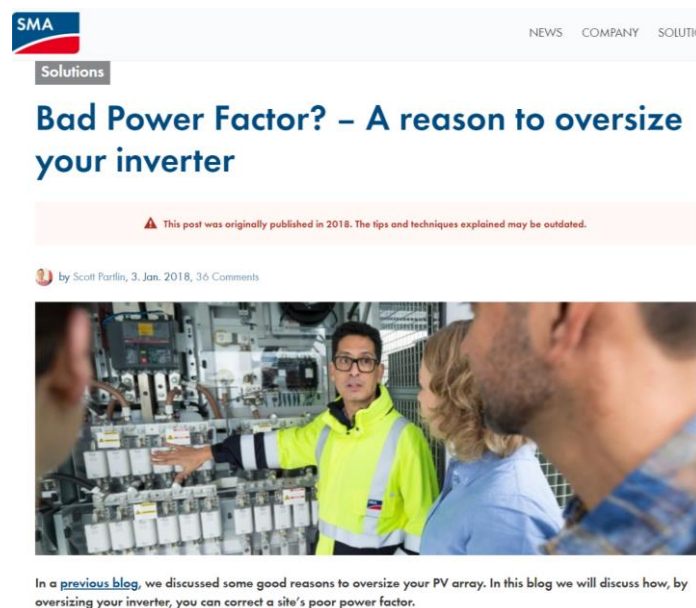 SMA
NEWS COMPANY
Solutions
Bad Power Factor? – A reason to oversize
your inverter
This post was originally published in 2018. The tips and techniques explained may be outdated.
by Scott Partlin, 3. Jan. 2018, 36 Comments
In a previous blog, we discussed some good reasons to oversize your PV array. In this blog we will discuss how, by
oversizing your inverter, you can correct a site's poor power factor.